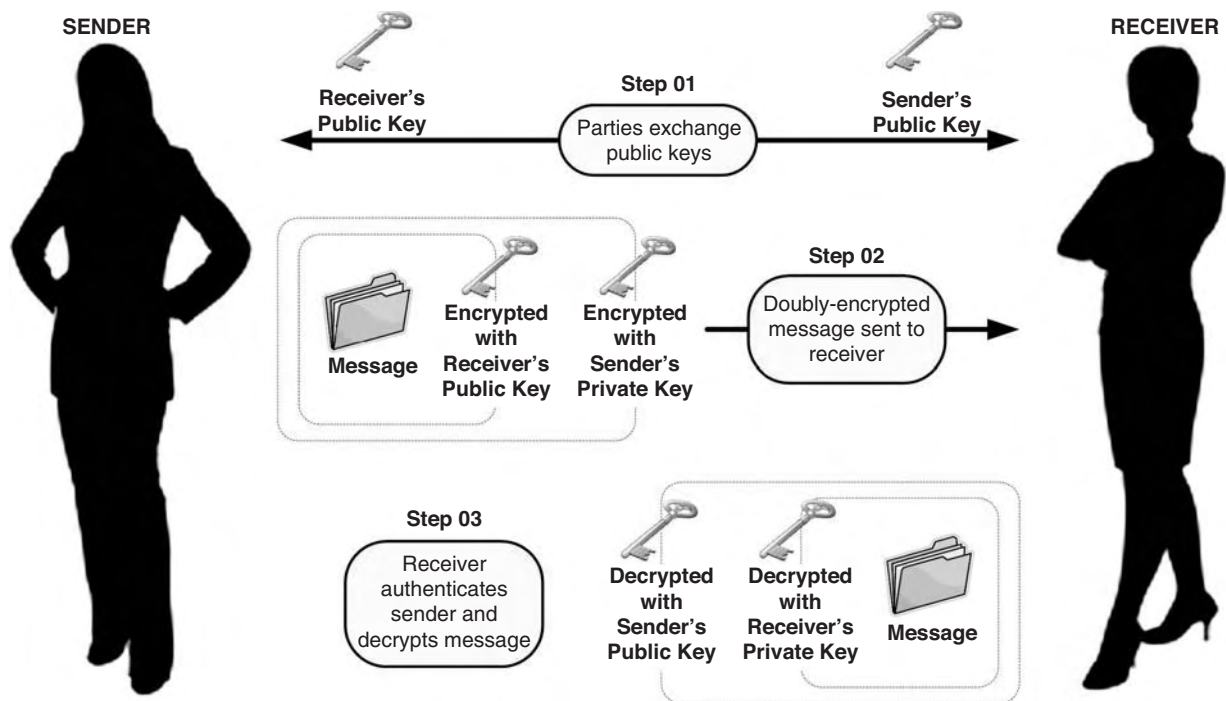 SENDER
RECEIVER
Receiver's
Public Key
Step 01
Parties exchange
public keys
Sender's
Public Key
Message
Encrypted
with
Receiver's
Public Key
Encrypted
with
Sender's
Private Key
Step 02
Doubly-encrypted
message sent to
receiver
Step 03
Receiver
authenticates
sender and
decrypts message
Decrypted
with
Sender's
Public Key
Decrypted
with
Receiver's
Private Key
Message